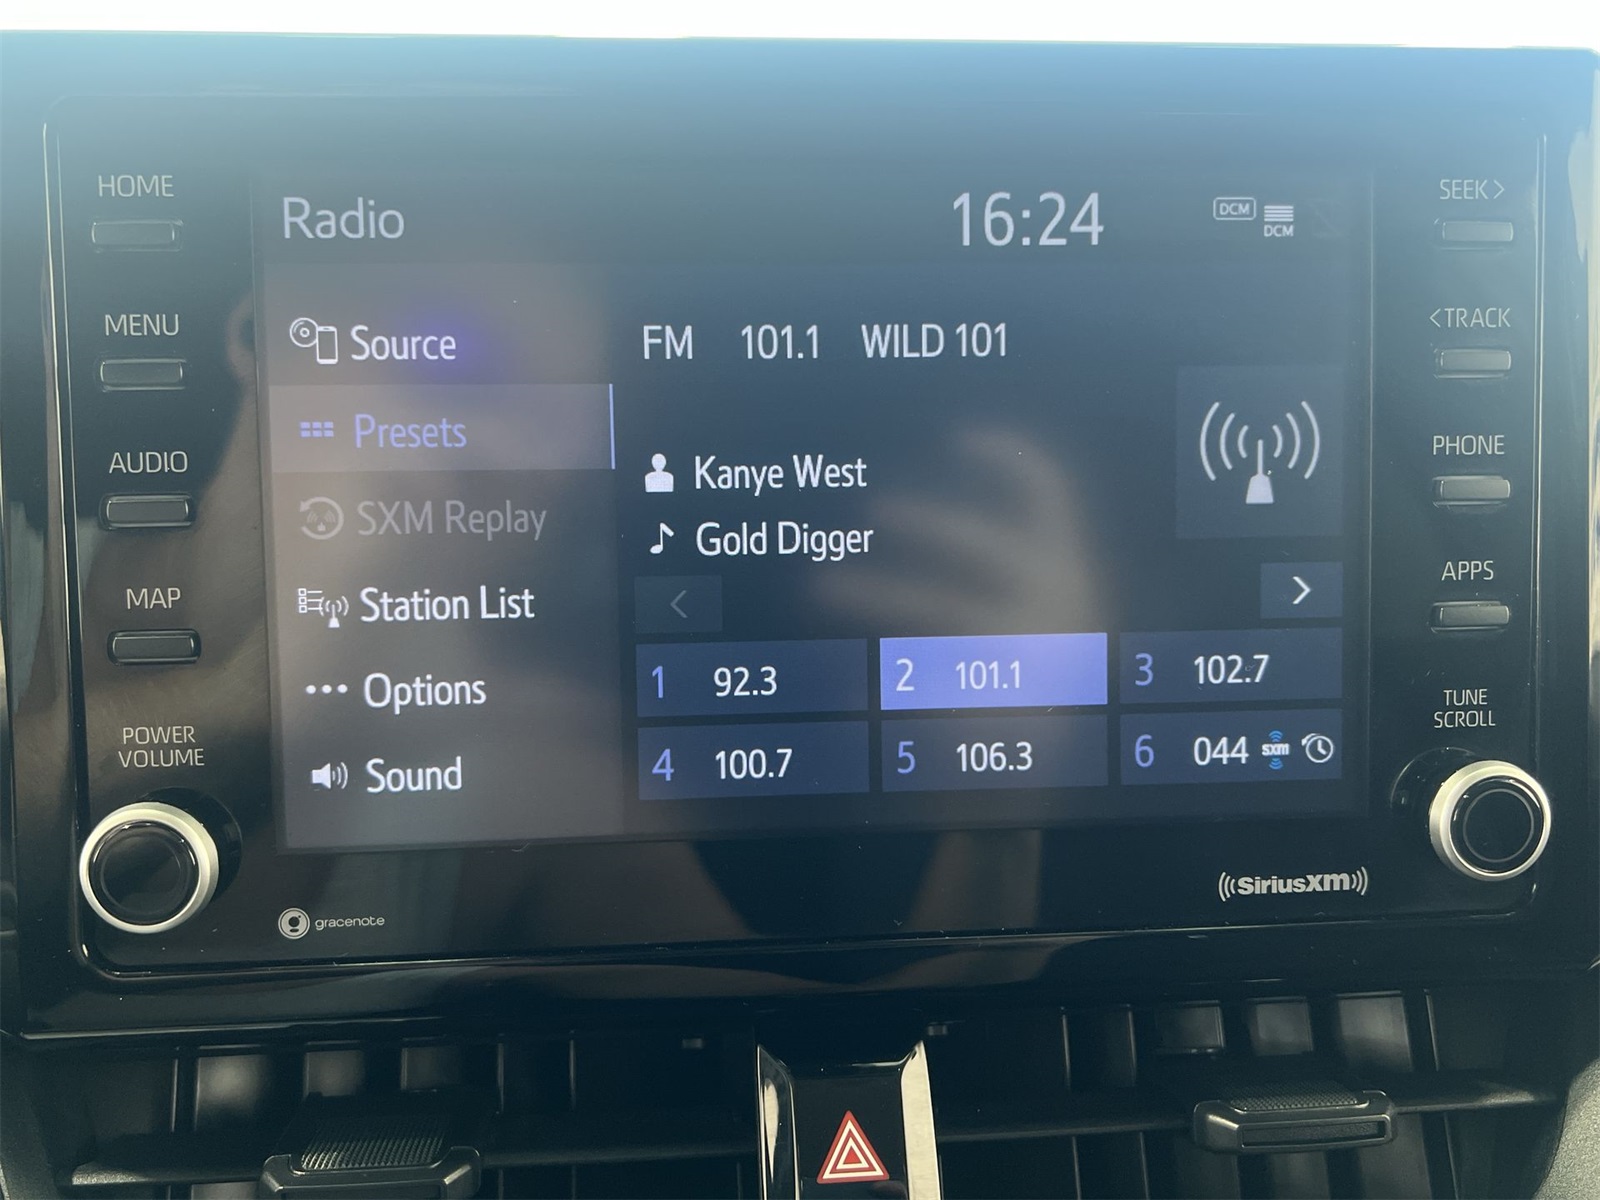 HOME
MENU
AUDIO
MAP
POWER
VOLUME
Radio
16:24
DCM
DCM
Source
Presets
SXM Replay
Station List
Options
Sound
FM 101.1 WILD 101
Kanye West
Gold Digger
1 92.3
2 101.1
3 102.7
4 100.7
5 106.3
6 044 SXM
SEEK>
<TRACK
PHONE
APPS
TUNE
SCROLL
gracenote
((SiriusXM))